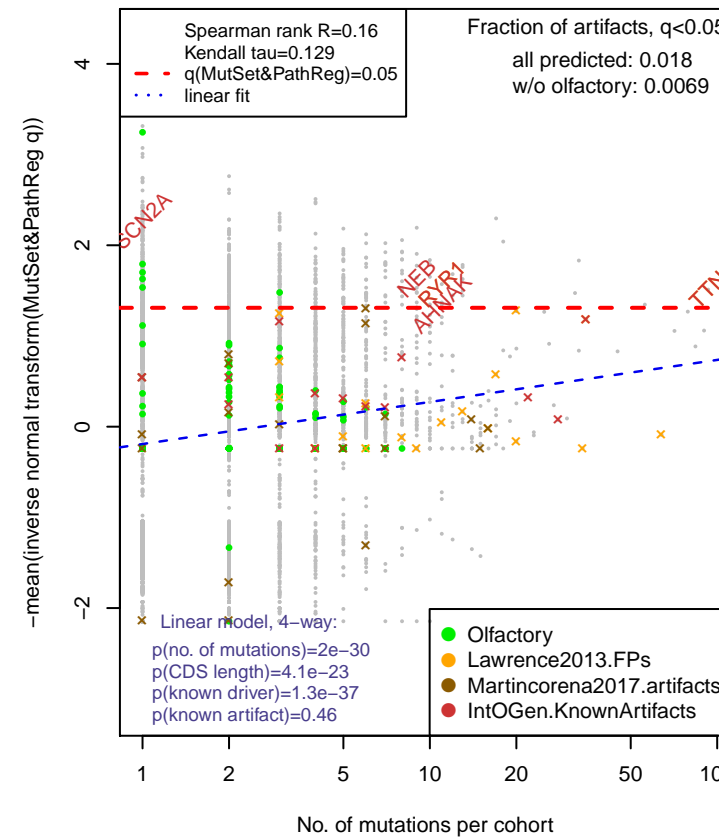 Spearman rank R=0.16
Kendall tau=0.129
q(MutSet&PathReg)=0.05
linear fit
Fraction of artifacts, q<0.05
all predicted: 0.018
w/o olfactory: 0.0069
−mean(inverse normal transform(MutSet&PathReg q))
4
2
0
−2
SCN2A
NEB
RYR1
AHNAK
TTN
Linear model, 4−way:
p(no. of mutations)=2e−30
p(CDS length)=4.1e−23
p(known driver)=1.3e−37
p(known artifact)=0.46
Olfactory
Lawrence2013.FPs
Martincorena2017.artifacts
IntOGen.KnownArtifacts
1 2 5 10 20 50 10
No. of mutations per cohort